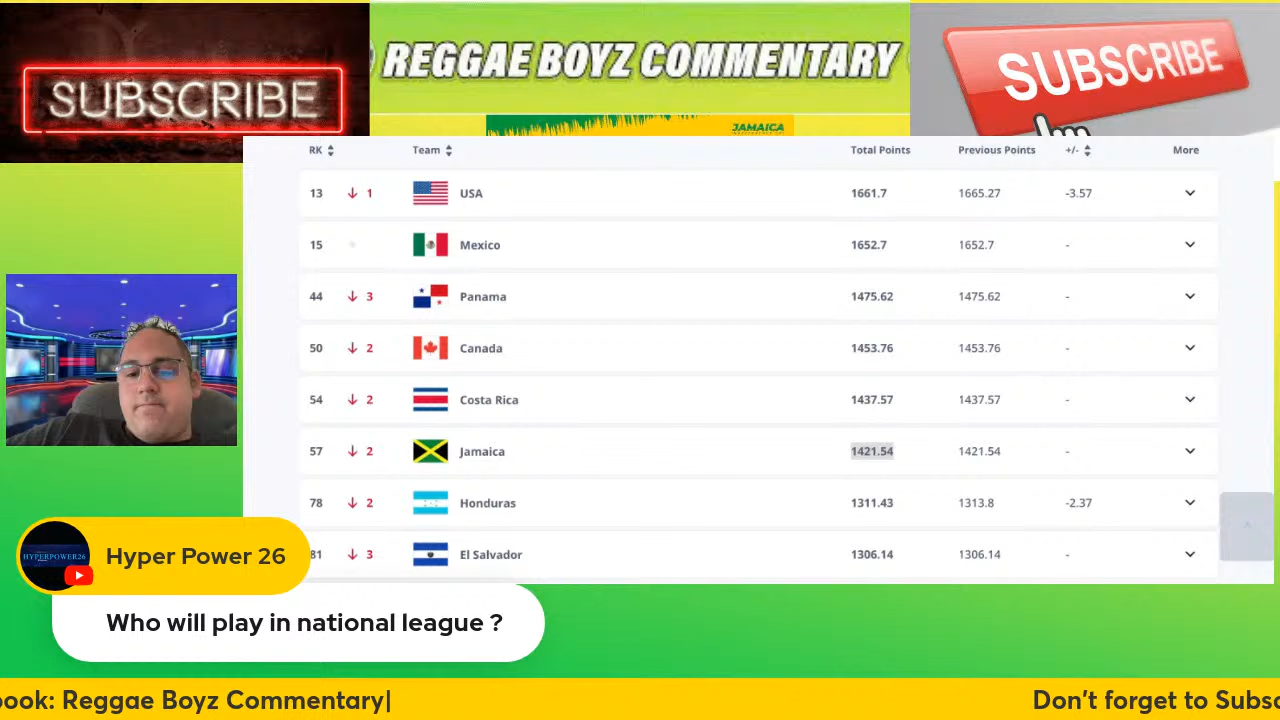 SUBSCRIBE
REGGAE BOYZ COMMENTARY
SUBSCRIBE
JAMAICA
RK Team Total Points Previous Points +/- More
13 1 USA 1661.7 1665.27 -3.57
15 Mexico 1652.7 1652.7 -
44 3 Panama 1475.62 1475.62 -
50 2 Canada 1453.76 1453.76 -
54 2 Costa Rica 1437.57 1437.57 -
57 2 Jamaica 1421.54 1421.54 -
78 2 Honduras 1311.43 1313.8 -2.37
81 3 El Salvador 1306.14 1306.14 -
HYPERPOWER26
Hyper Power 26
Who will play in national league ?
book: Reggae Boyz Commentary| Don't forget to Subsc